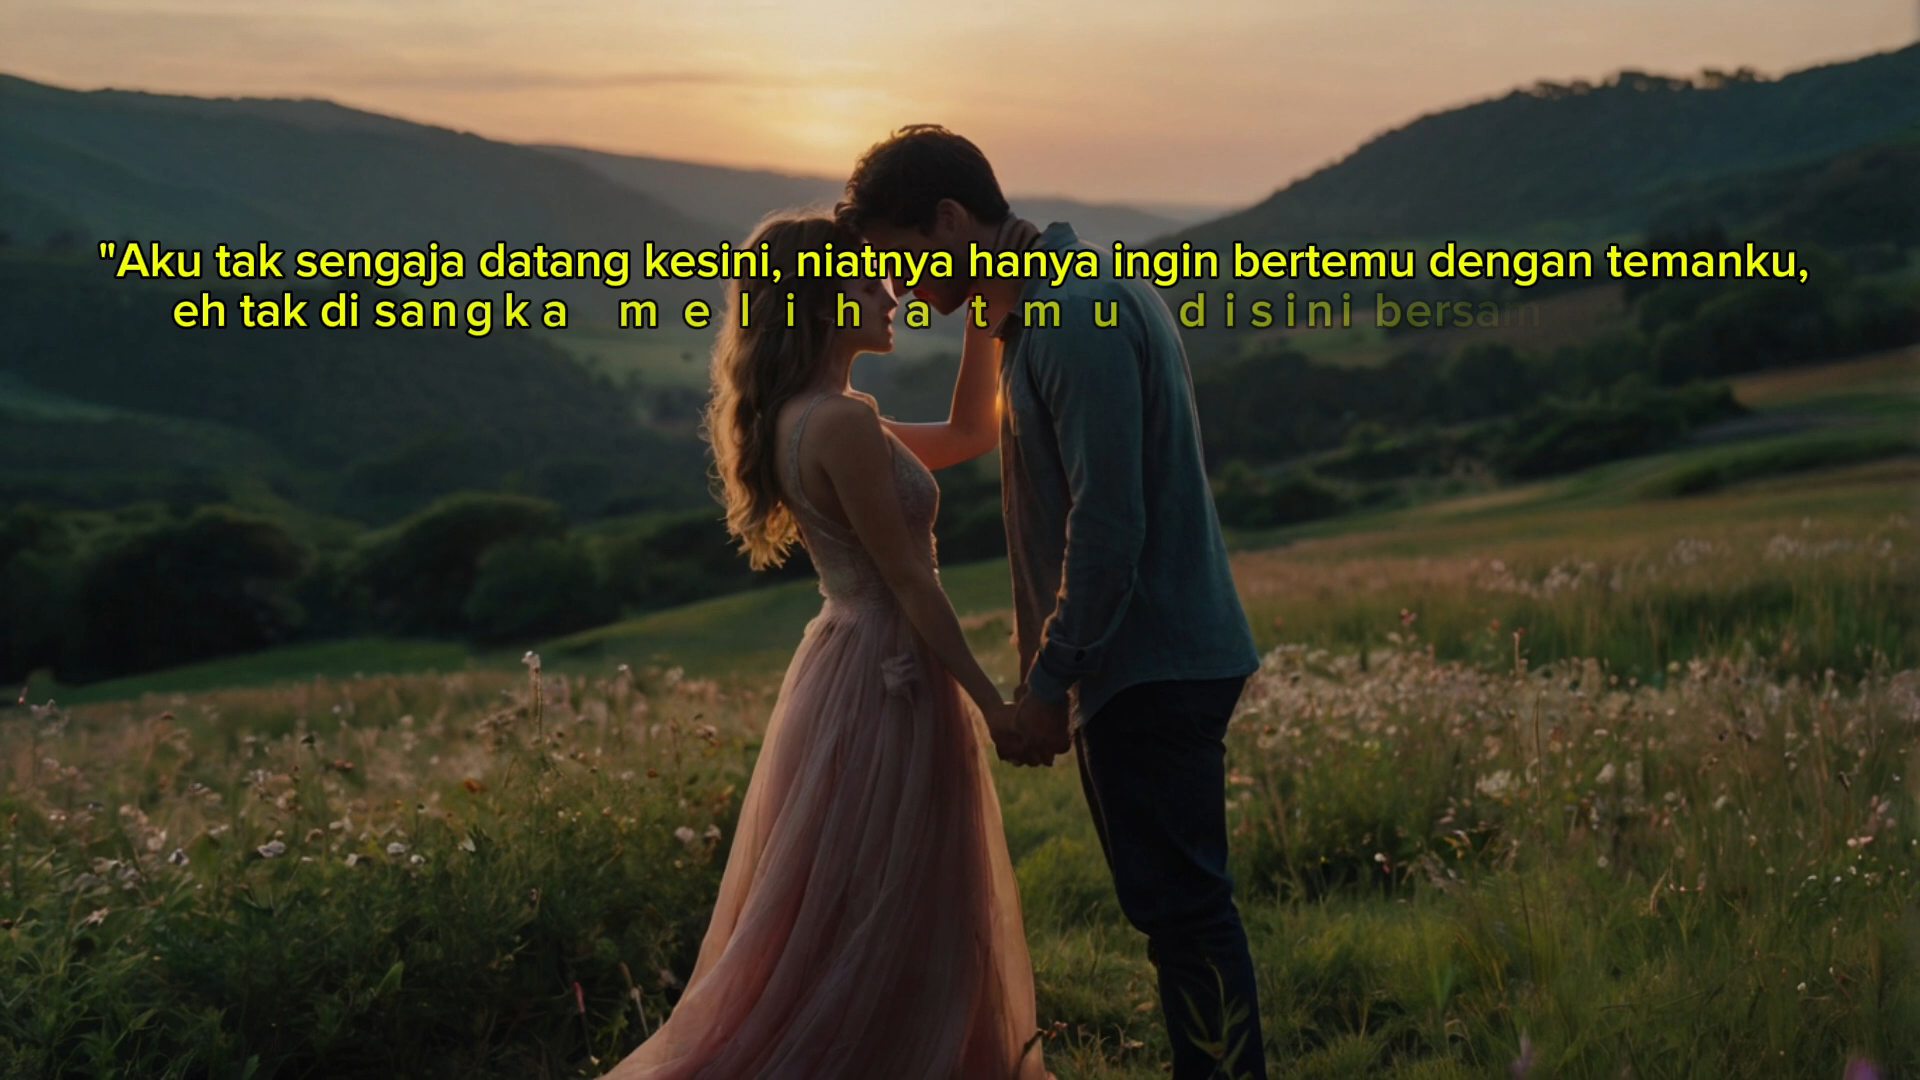 "Aku tak sengaja datang kesini, niatnya hanya ingin bertemu dengan temanku,
eh tak di sangka melihatmu disini